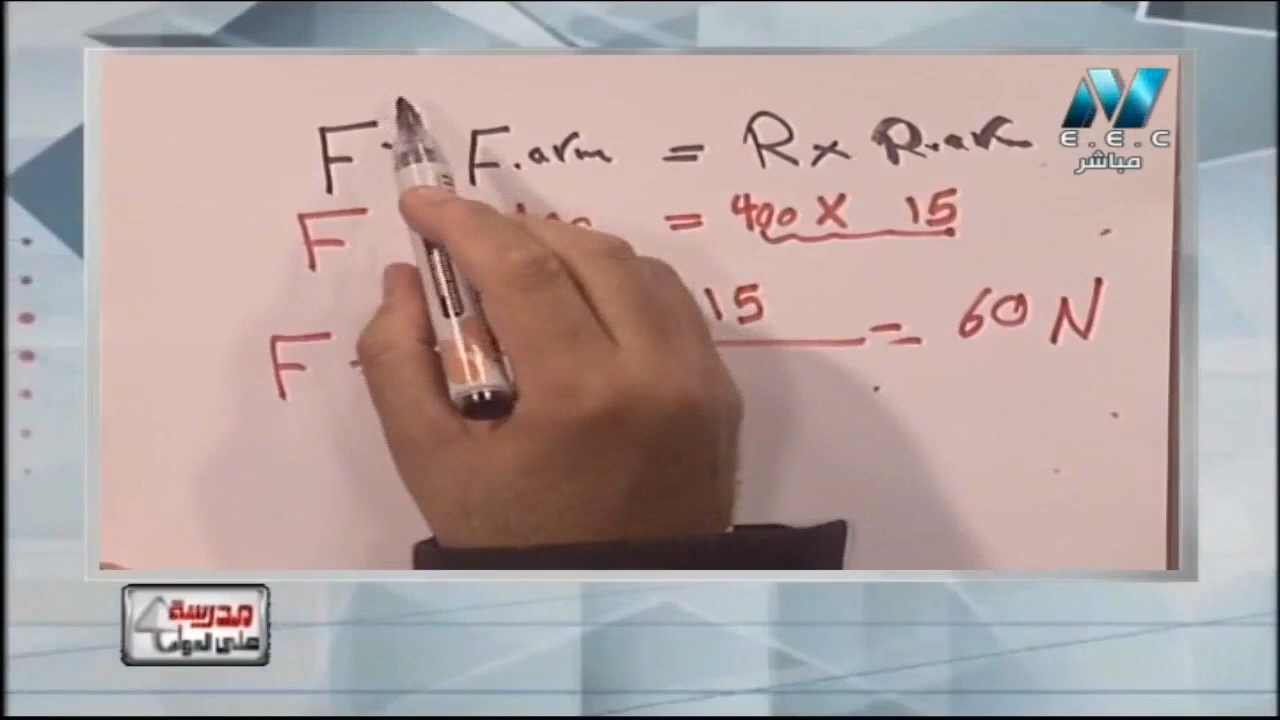 F F.arm = R x R.arm
F = 400 X 15
F 15 = 60 N
E.E.C
مباشر
مدرسة
على الهواء